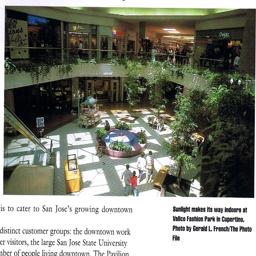 Sunlight makes its way indoors at
Vallco Fashion Park in Cupertino.
Photo by Gerald L. French/The Photo
File
is to cater to San Jose's growing downtown
distinct customer groups: the downtown work
er visitors, the large San Jose State University
mber of people living downtown. The Pavilion